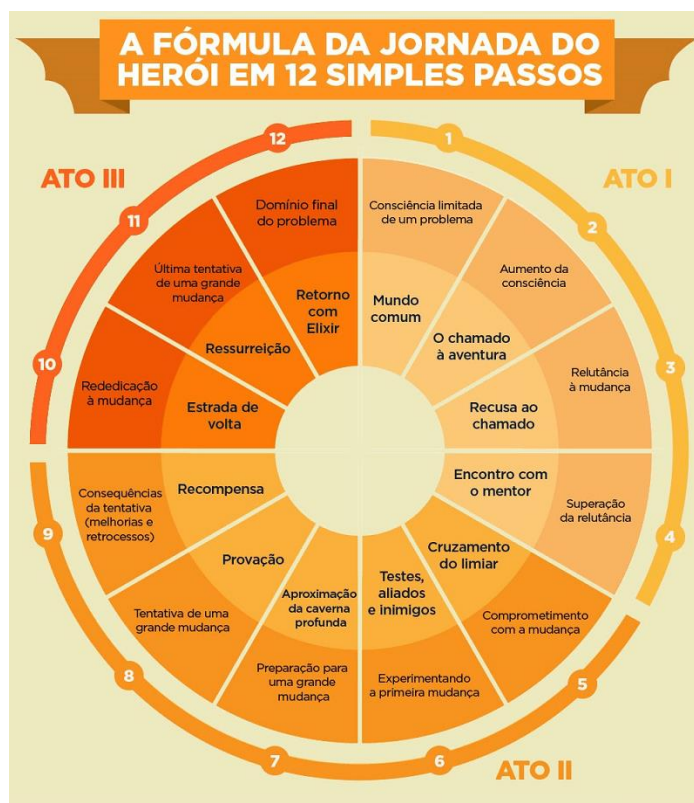 A FÓRMULA DA JORNADA DO
HERÓI EM 12 SIMPLES PASSOS
ATO I
1
Consciência limitada
de um problema
Mundo
comum
2
Aumento da
consciência
O chamado
à aventura
3
Relutância
à mudança
Recusa ao
chamado
4
Superação
da relutância
Encontro com
o mentor
ATO II
5
Comprometimento
com a mudança
Cruzamento
do limiar
6
Experimentando
a primeira mudança
Testes,
aliados
e inimigos
7
Preparação para
uma grande
mudança
Aproximação
da caverna
profunda
8
Tentativa de uma
grande mudança
Provação
9
Consequências
da tentativa
(melhorias e
retrocessos)
Recompensa
ATO III
10
Rededicação
à mudança
Estrada de
volta
11
Última tentativa
de uma grande
mudança
Ressurreição
12
Domínio final
do problema
Retorno
com
Elixir